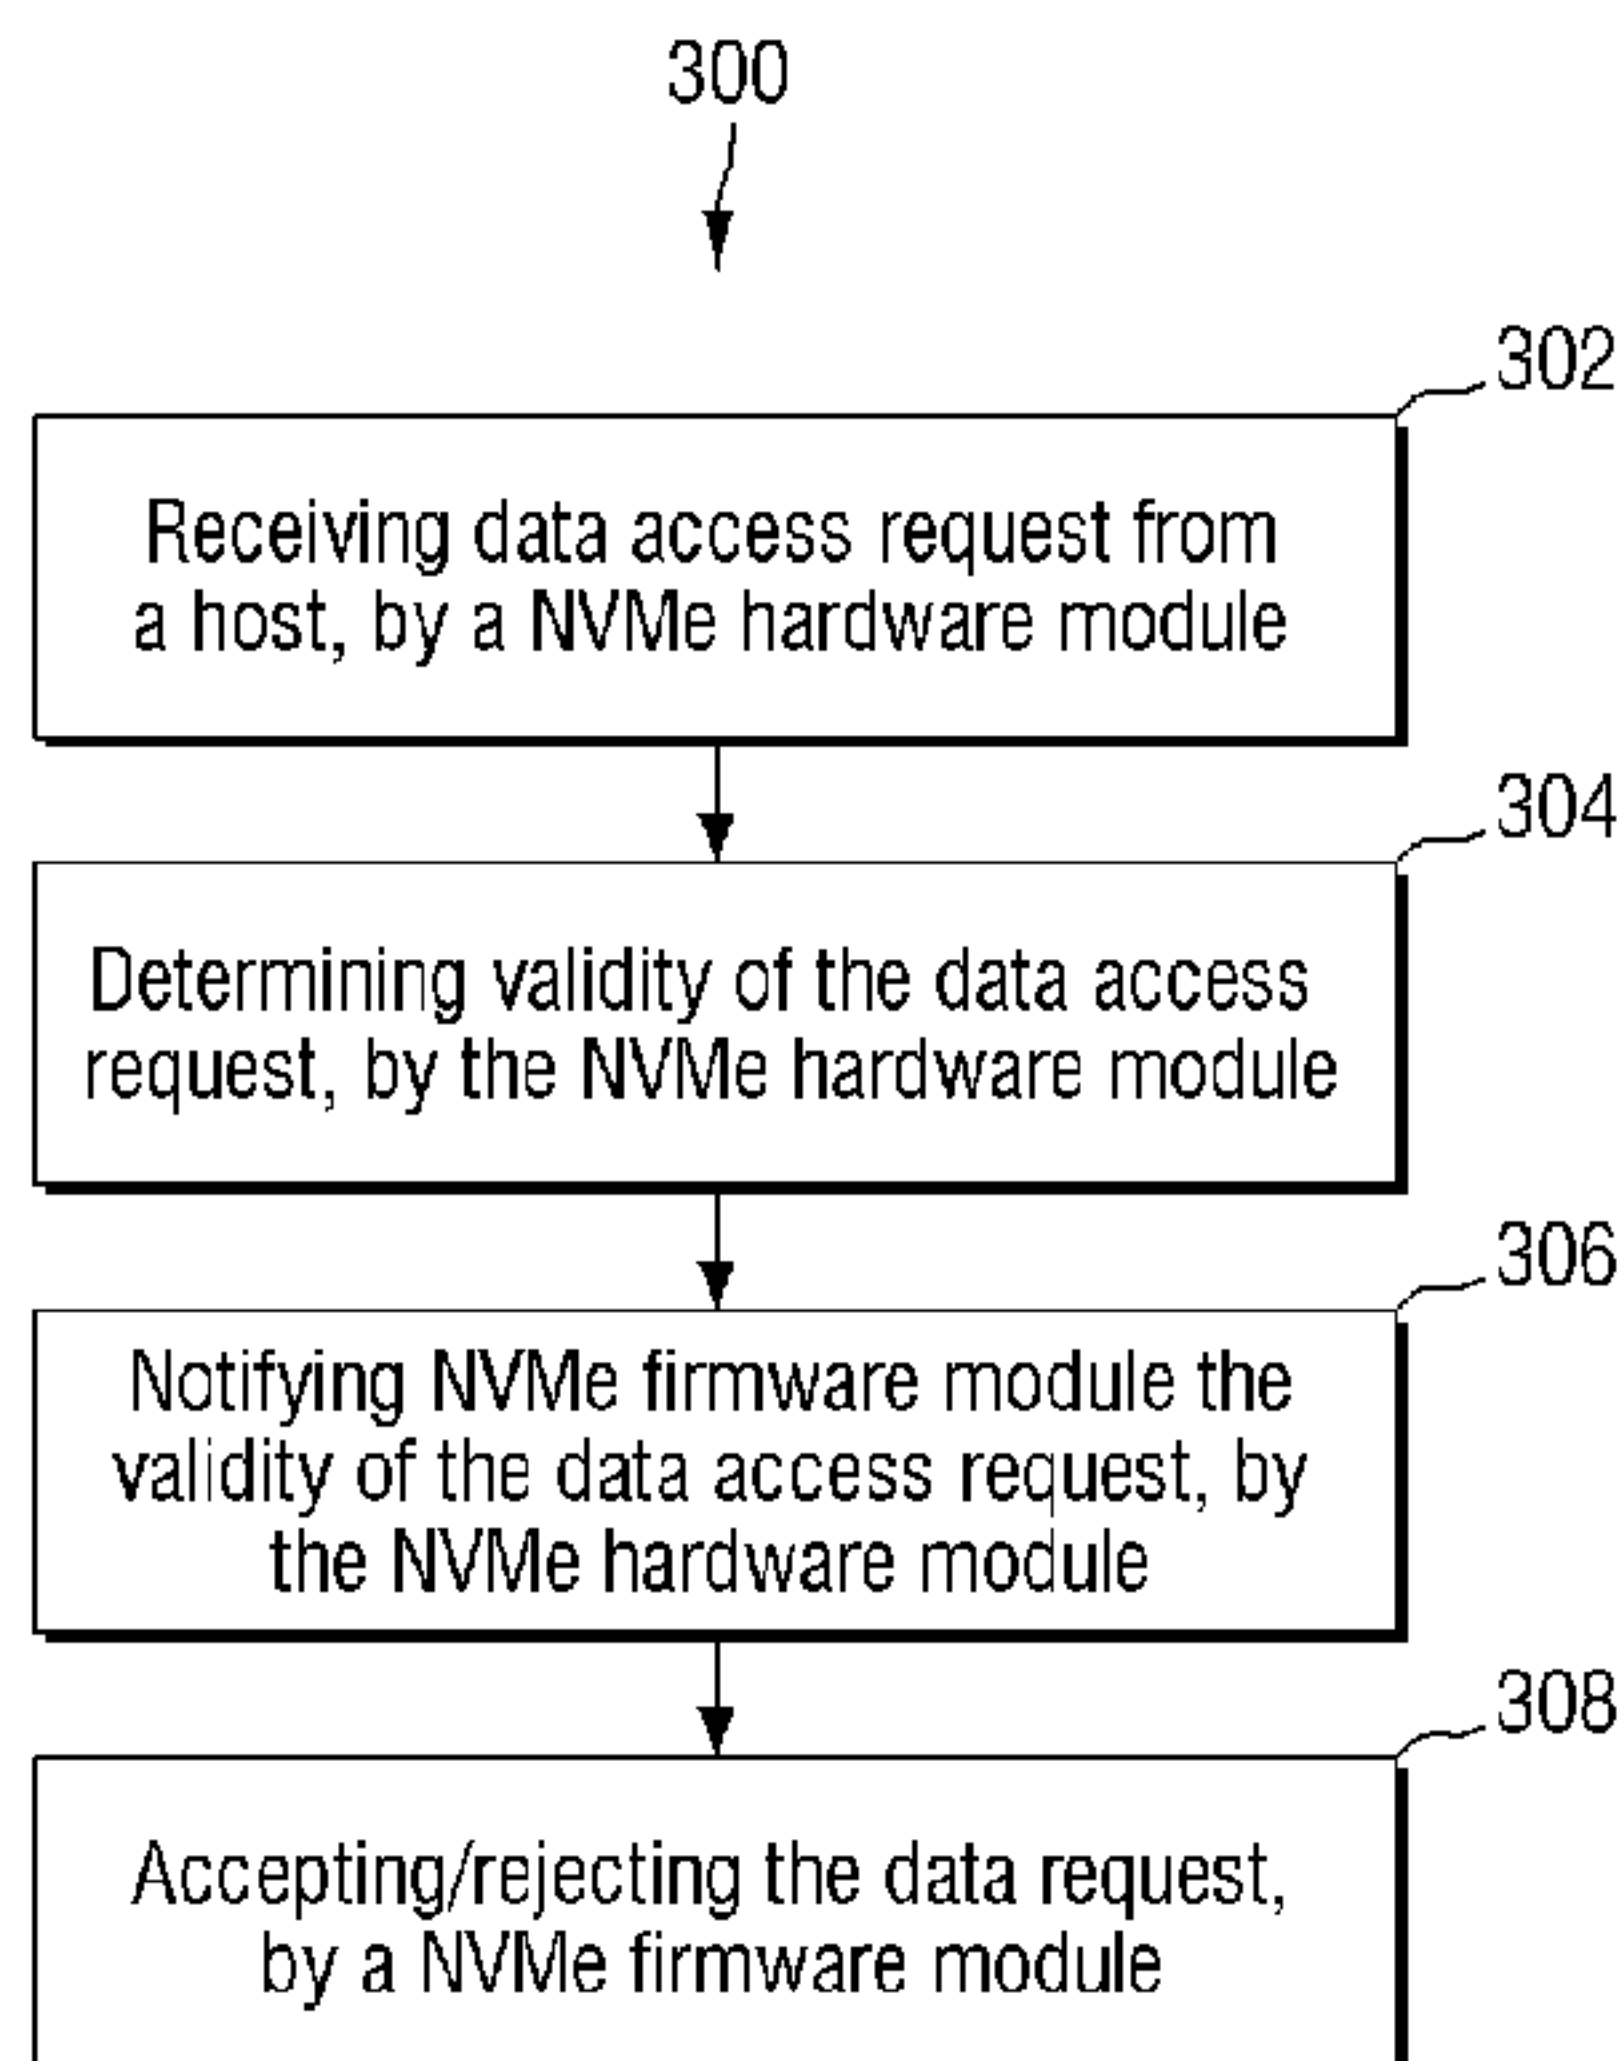 300
302
Receiving data access request from
a host, by a NVMe hardware module
304
Determining validity of the data access
request, by the NVMe hardware module
306
Notifying NVMe firmware module the
validity of the data access request, by
the NVMe hardware module
308
Accepting/rejecting the data request,
by a NVMe firmware module